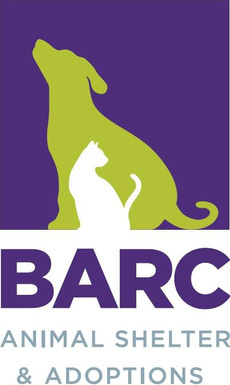 BARC
ANIMAL SHELTER
& ADOPTIONS